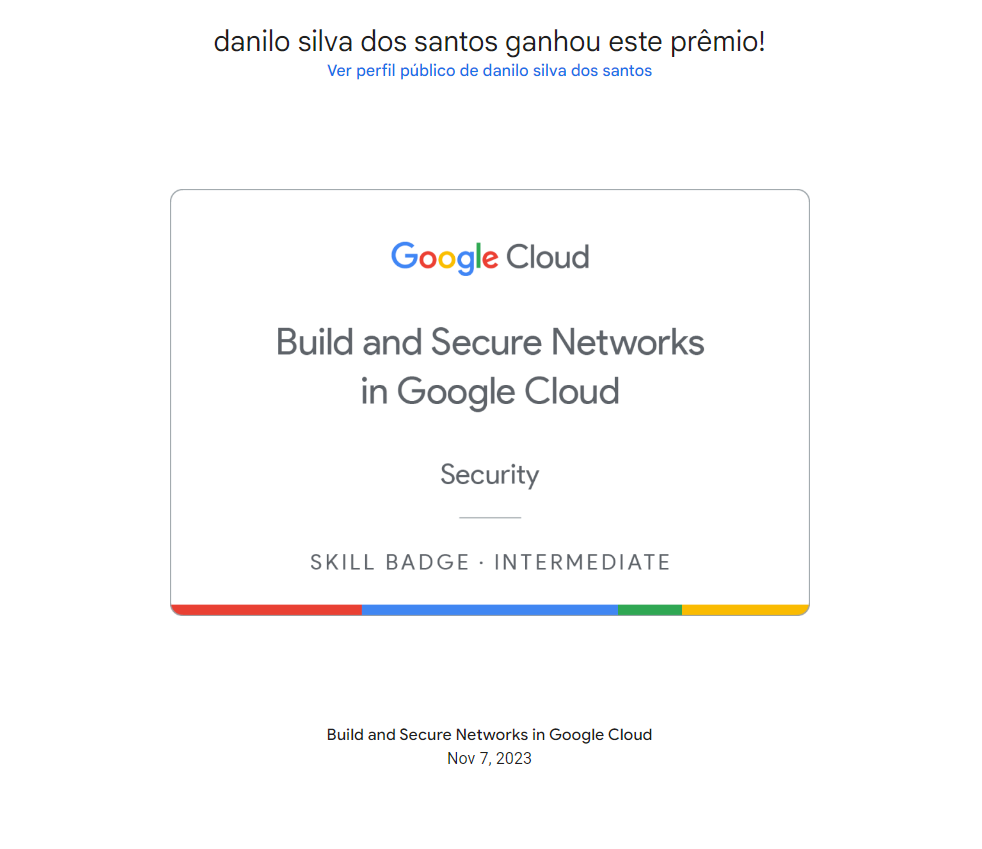 danilo silva dos santos ganhou este prêmio!
Ver perfil público de danilo silva dos santos
Google Cloud
Build and Secure Networks
in Google Cloud
Security
SKILL BADGE · INTERMEDIATE
Build and Secure Networks in Google Cloud
Nov 7, 2023